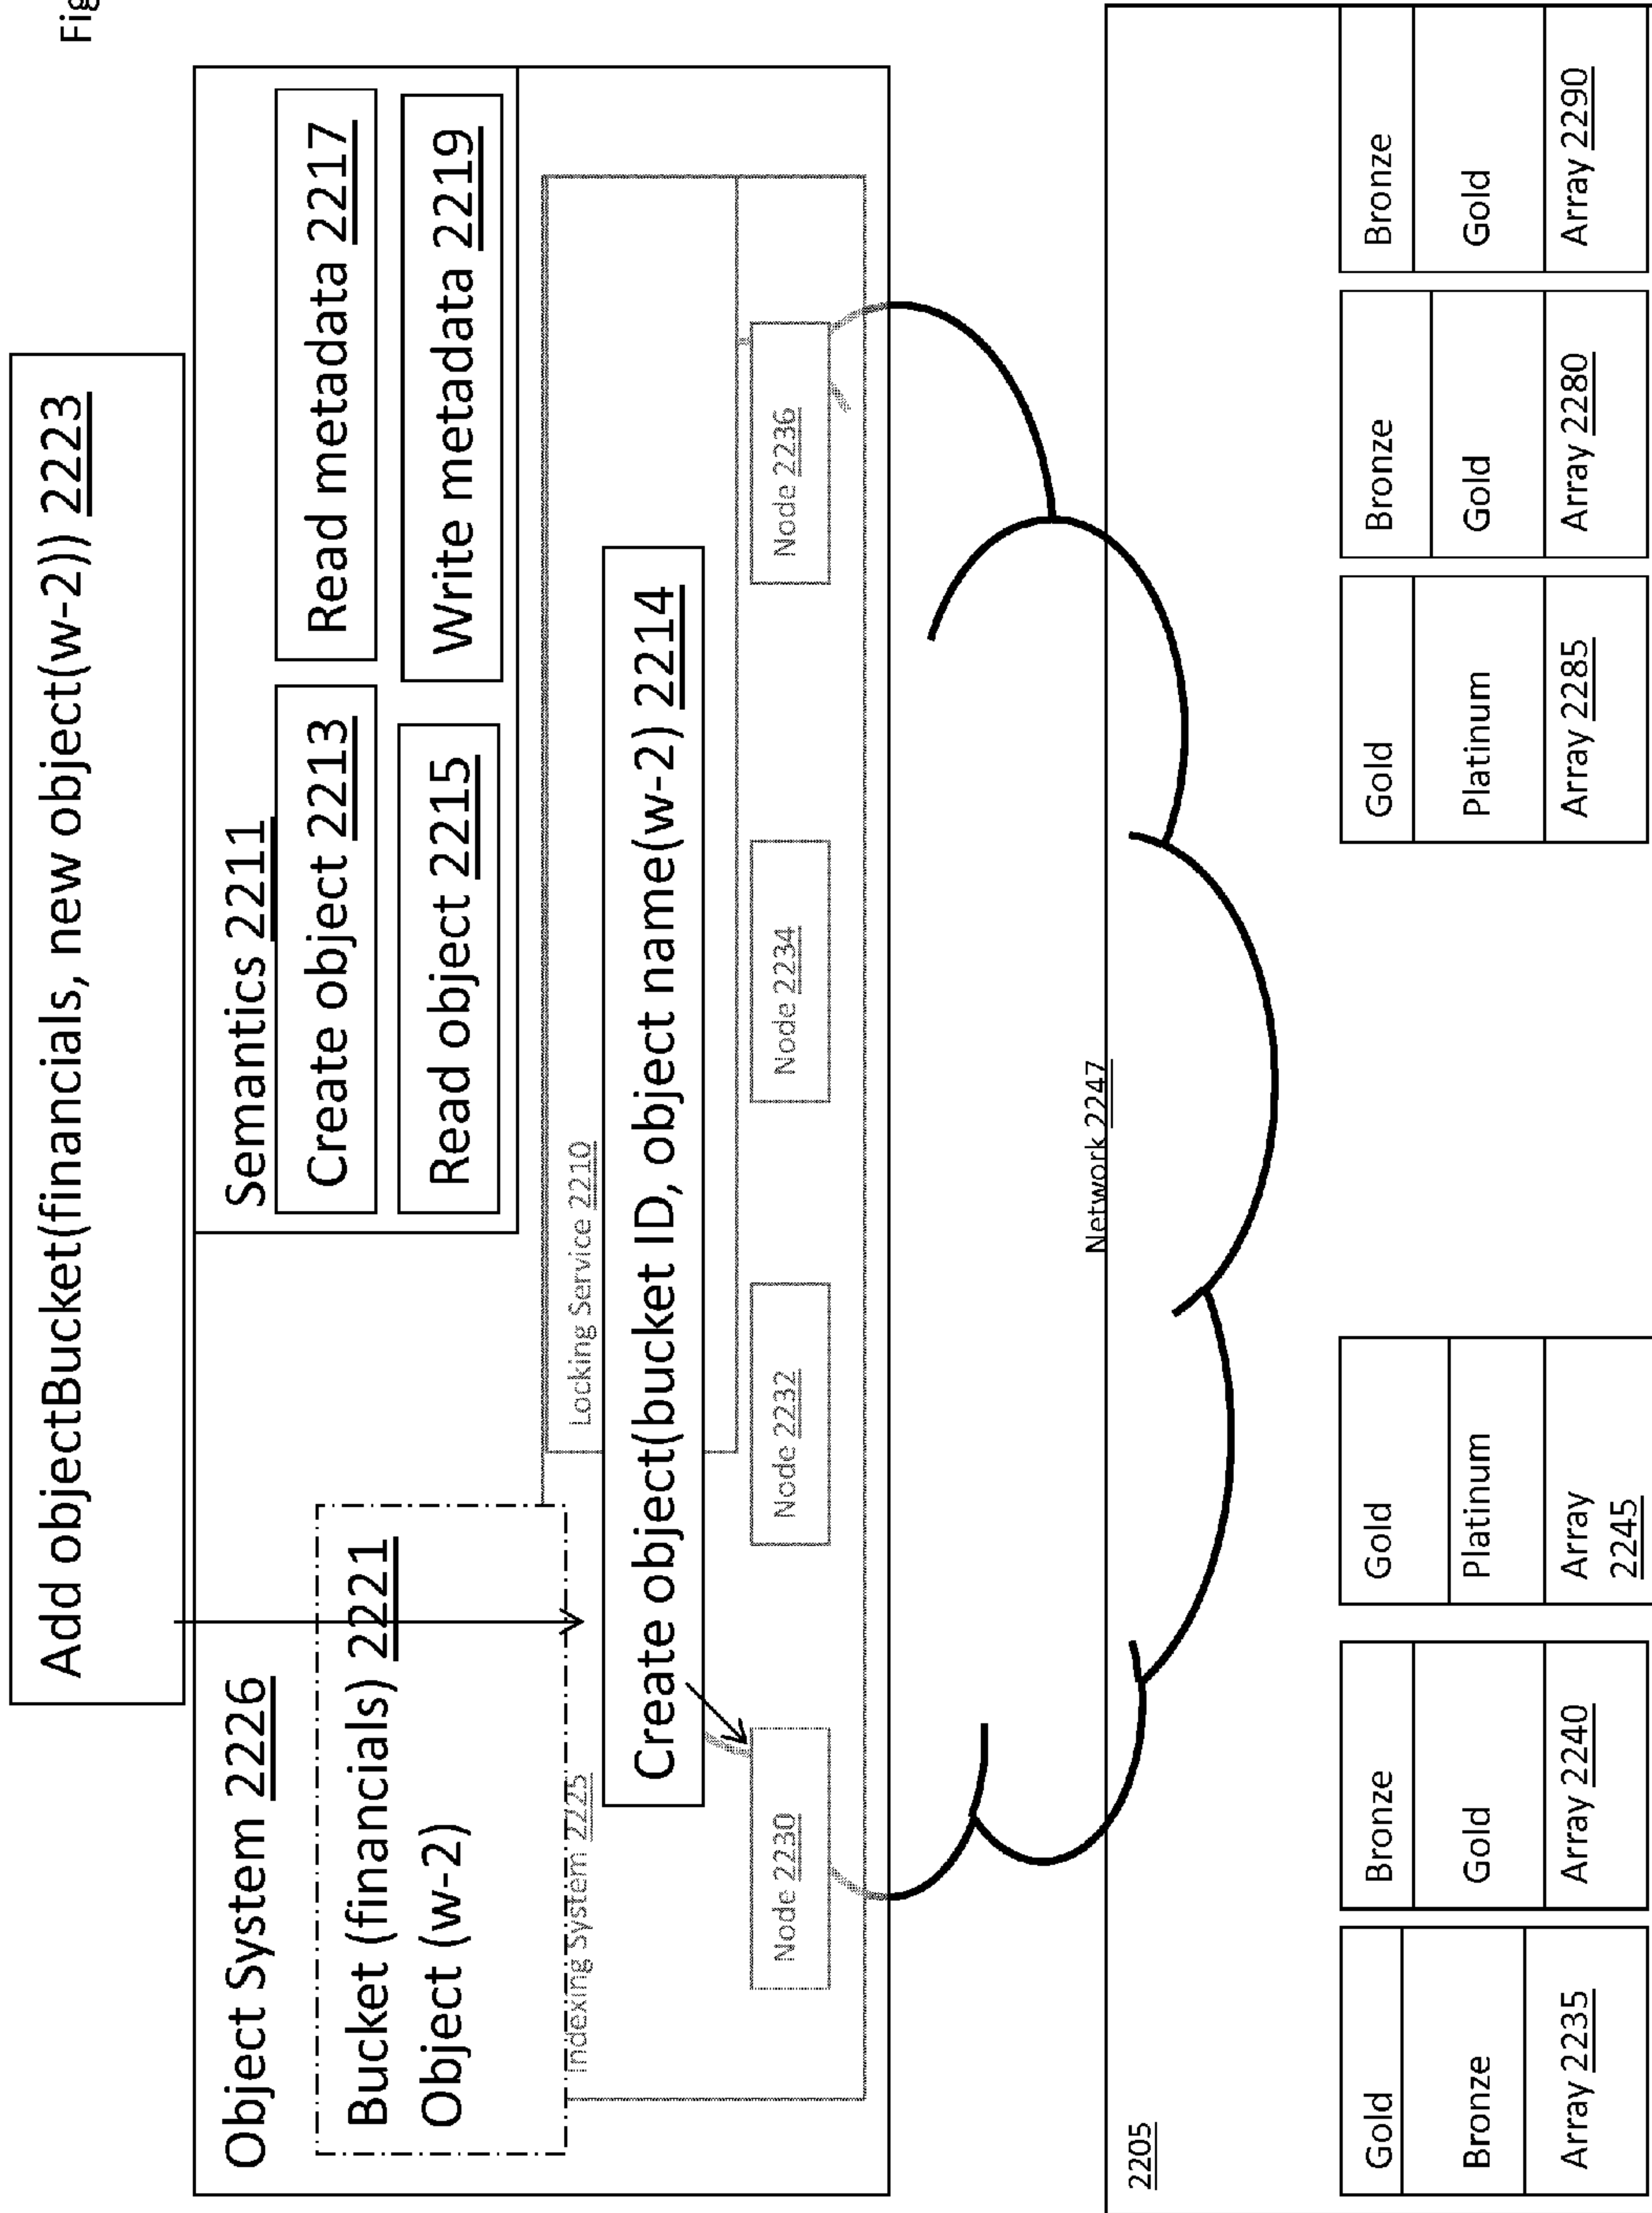 Fig
Add objectBucket(financials, new object(w-2)) 2223
Object System 2226
Semantics 2211
Create object 2213
Read metadata 2217
Read object 2215
Write metadata 2219
Bucket (financials) 2221
Object (w-2)
Indexing System 2225
Locking Service 2210
Create object(bucket ID, object name(w-2) 2214
Node 2230
Node 2232
Node 2234
Node 2236
Network 2247
2205
Gold
Bronze
Array 2235
Bronze
Gold
Array 2240
Gold
Platinum
Array
2245
Gold
Platinum
Array 2285
Bronze
Gold
Array 2280
Bronze
Gold
Array 2290